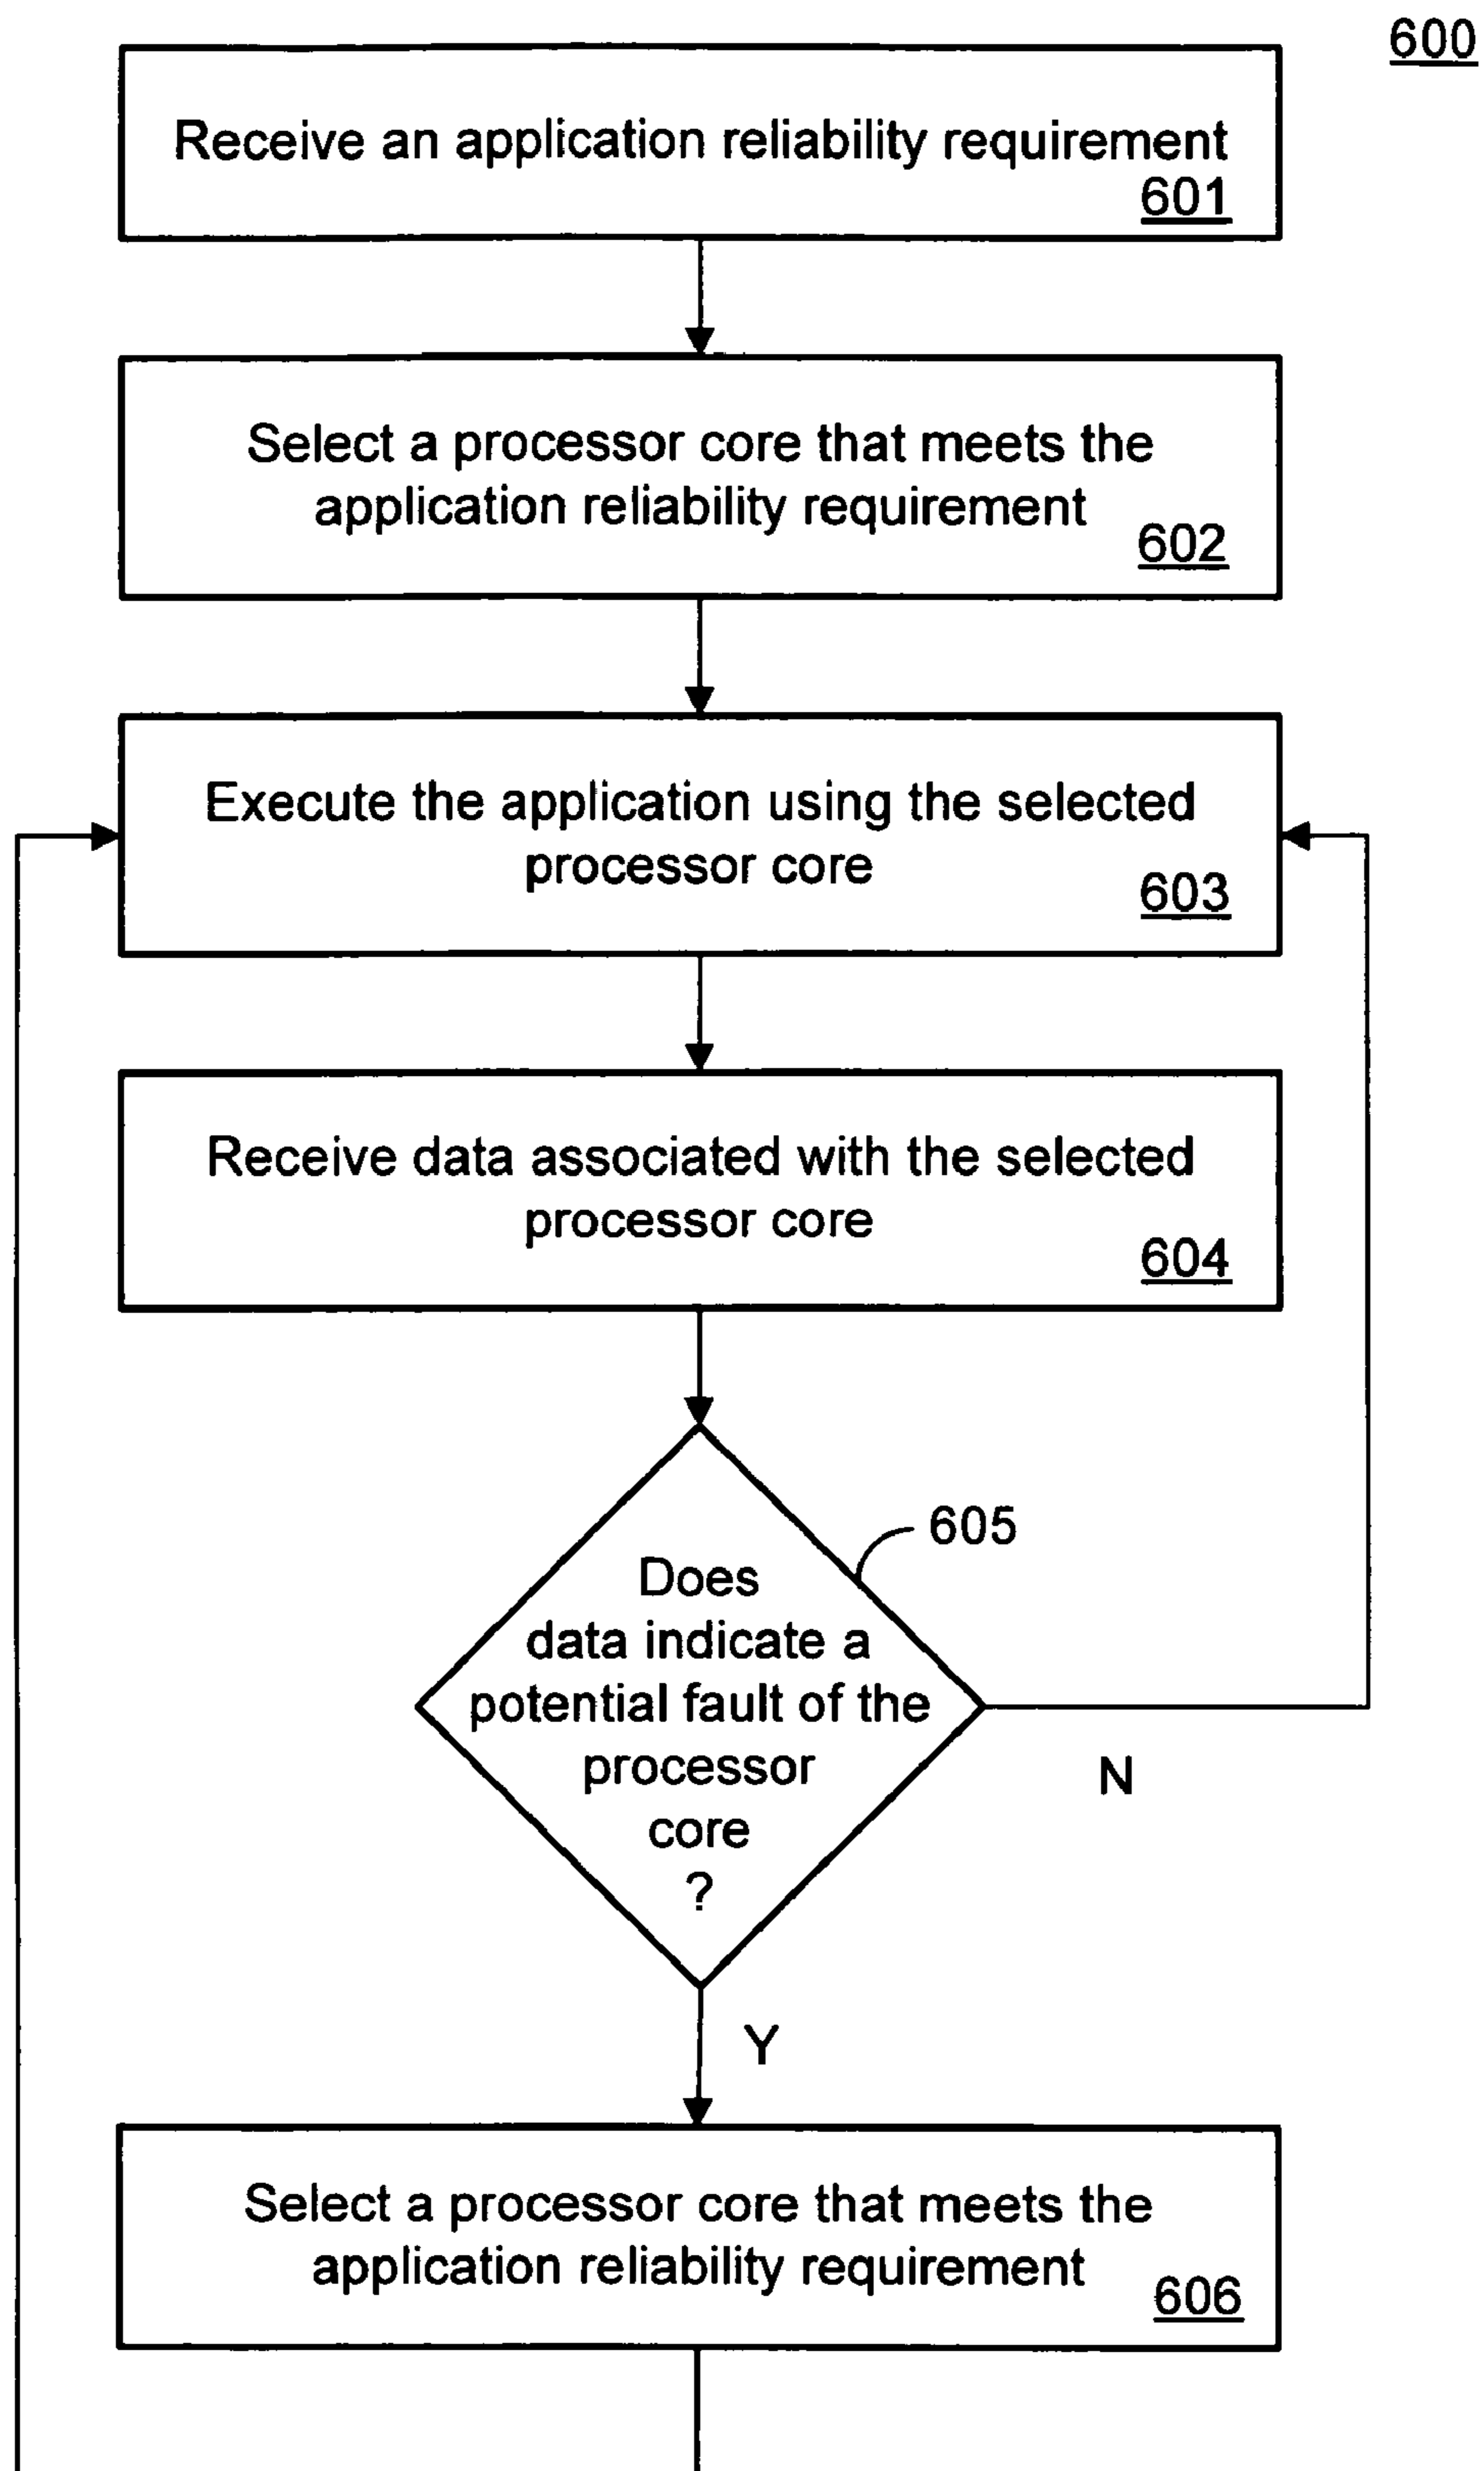 600
Receive an application reliability requirement
601
Select a processor core that meets the
application reliability requirement
602
Execute the application using the selected
processor core
603
Receive data associated with the selected
processor core
604
605
Does
data indicate a
potential fault of the
processor
core
?
N
Y
Select a processor core that meets the
application reliability requirement
606